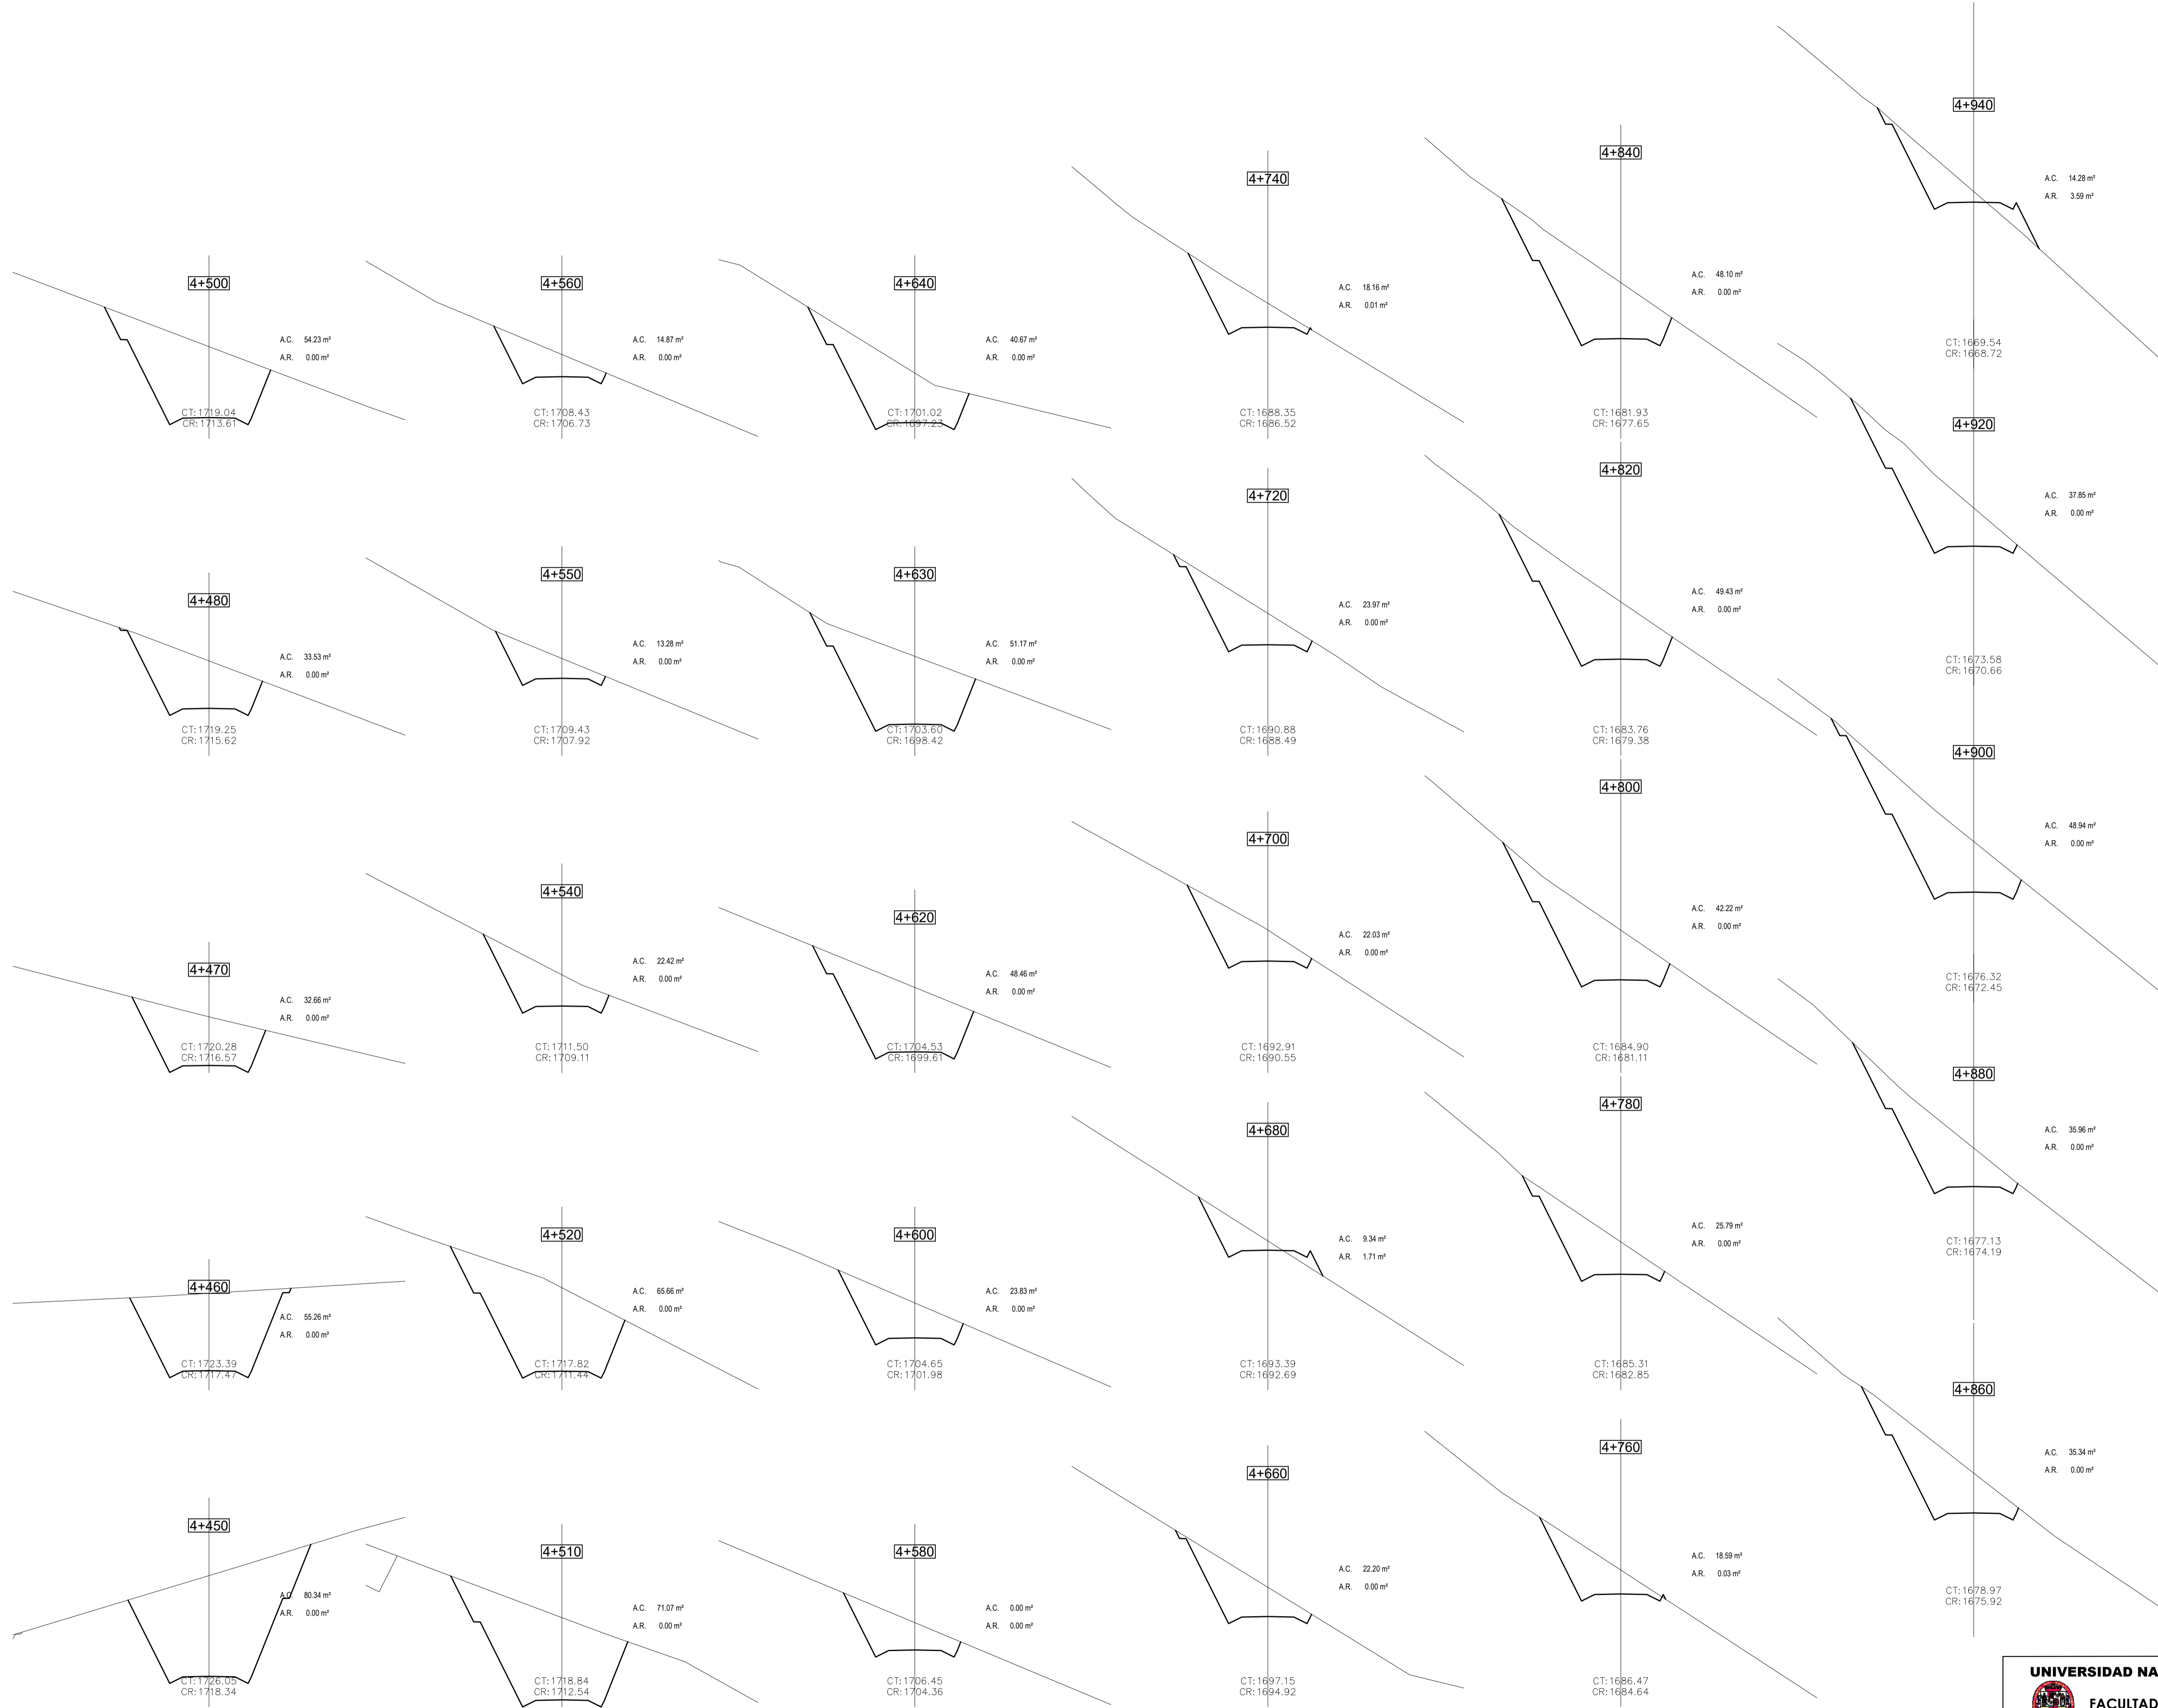 4+500
A.C. 54.23 m²
A.R. 0.00 m²
CT:1719.04
CR:1713.61
4+480
A.C. 33.53 m²
A.R. 0.00 m²
CT:1719.25
CR:1715.62
4+470
A.C. 32.66 m²
A.R. 0.00 m²
CT:1720.28
CR:1716.57
4+460
A.C. 55.26 m²
A.R. 0.00 m²
CT:1723.39
CR:1717.47
4+450
A.C. 80.34 m²
A.R. 0.00 m²
CT:1726.05
CR:1718.34
4+560
A.C. 14.87 m²
A.R. 0.00 m²
CT:1708.43
CR:1706.73
4+550
A.C. 13.28 m²
A.R. 0.00 m²
CT:1709.43
CR:1707.92
4+540
A.C. 22.42 m²
A.R. 0.00 m²
CT:1711.50
CR:1709.11
4+520
A.C. 65.66 m²
A.R. 0.00 m²
CT:1717.82
CR:1711.44
4+510
A.C. 71.07 m²
A.R. 0.00 m²
CT:1718.84
CR:1712.54
4+640
A.C. 40.67 m²
A.R. 0.00 m²
CT:1701.02
CR:1697.23
4+630
A.C. 51.17 m²
A.R. 0.00 m²
CT:1703.60
CR:1698.42
4+620
A.C. 48.46 m²
A.R. 0.00 m²
CT:1704.53
CR:1699.61
4+600
A.C. 23.83 m²
A.R. 0.00 m²
CT:1704.65
CR:1701.98
4+580
A.C. 0.00 m²
A.R. 0.00 m²
CT:1706.45
CR:1704.36
4+740
A.C. 18.16 m²
A.R. 0.01 m²
CT:1688.35
CR:1686.52
4+720
A.C. 23.97 m²
A.R. 0.00 m²
CT:1690.88
CR:1688.49
4+700
A.C. 22.03 m²
A.R. 0.00 m²
CT:1692.91
CR:1690.55
4+680
A.C. 9.34 m²
A.R. 1.71 m²
CT:1693.39
CR:1692.69
4+660
A.C. 22.20 m²
A.R. 0.00 m²
CT:1697.15
CR:1694.92
4+840
A.C. 48.10 m²
A.R. 0.00 m²
CT:1681.93
CR:1677.65
4+820
A.C. 49.43 m²
A.R. 0.00 m²
CT:1683.76
CR:1679.38
4+800
A.C. 42.22 m²
A.R. 0.00 m²
CT:1684.90
CR:1681.11
4+780
A.C. 25.79 m²
A.R. 0.00 m²
CT:1685.31
CR:1682.85
4+760
A.C. 18.59 m²
A.R. 0.03 m²
CT:1686.47
CR:1684.64
4+940
A.C. 14.28 m²
A.R. 3.59 m²
CT:1669.54
CR:1668.72
4+920
A.C. 37.85 m²
A.R. 0.00 m²
CT:1673.58
CR:1670.66
4+900
A.C. 48.94 m²
A.R. 0.00 m²
CT:1676.32
CR:1672.45
4+880
A.C. 35.96 m²
A.R. 0.00 m²
CT:1677.13
CR:1674.19
4+860
A.C. 35.34 m²
A.R. 0.00 m²
CT:1678.97
CR:1675.92
UNIVERSIDAD NA
FACULTAD